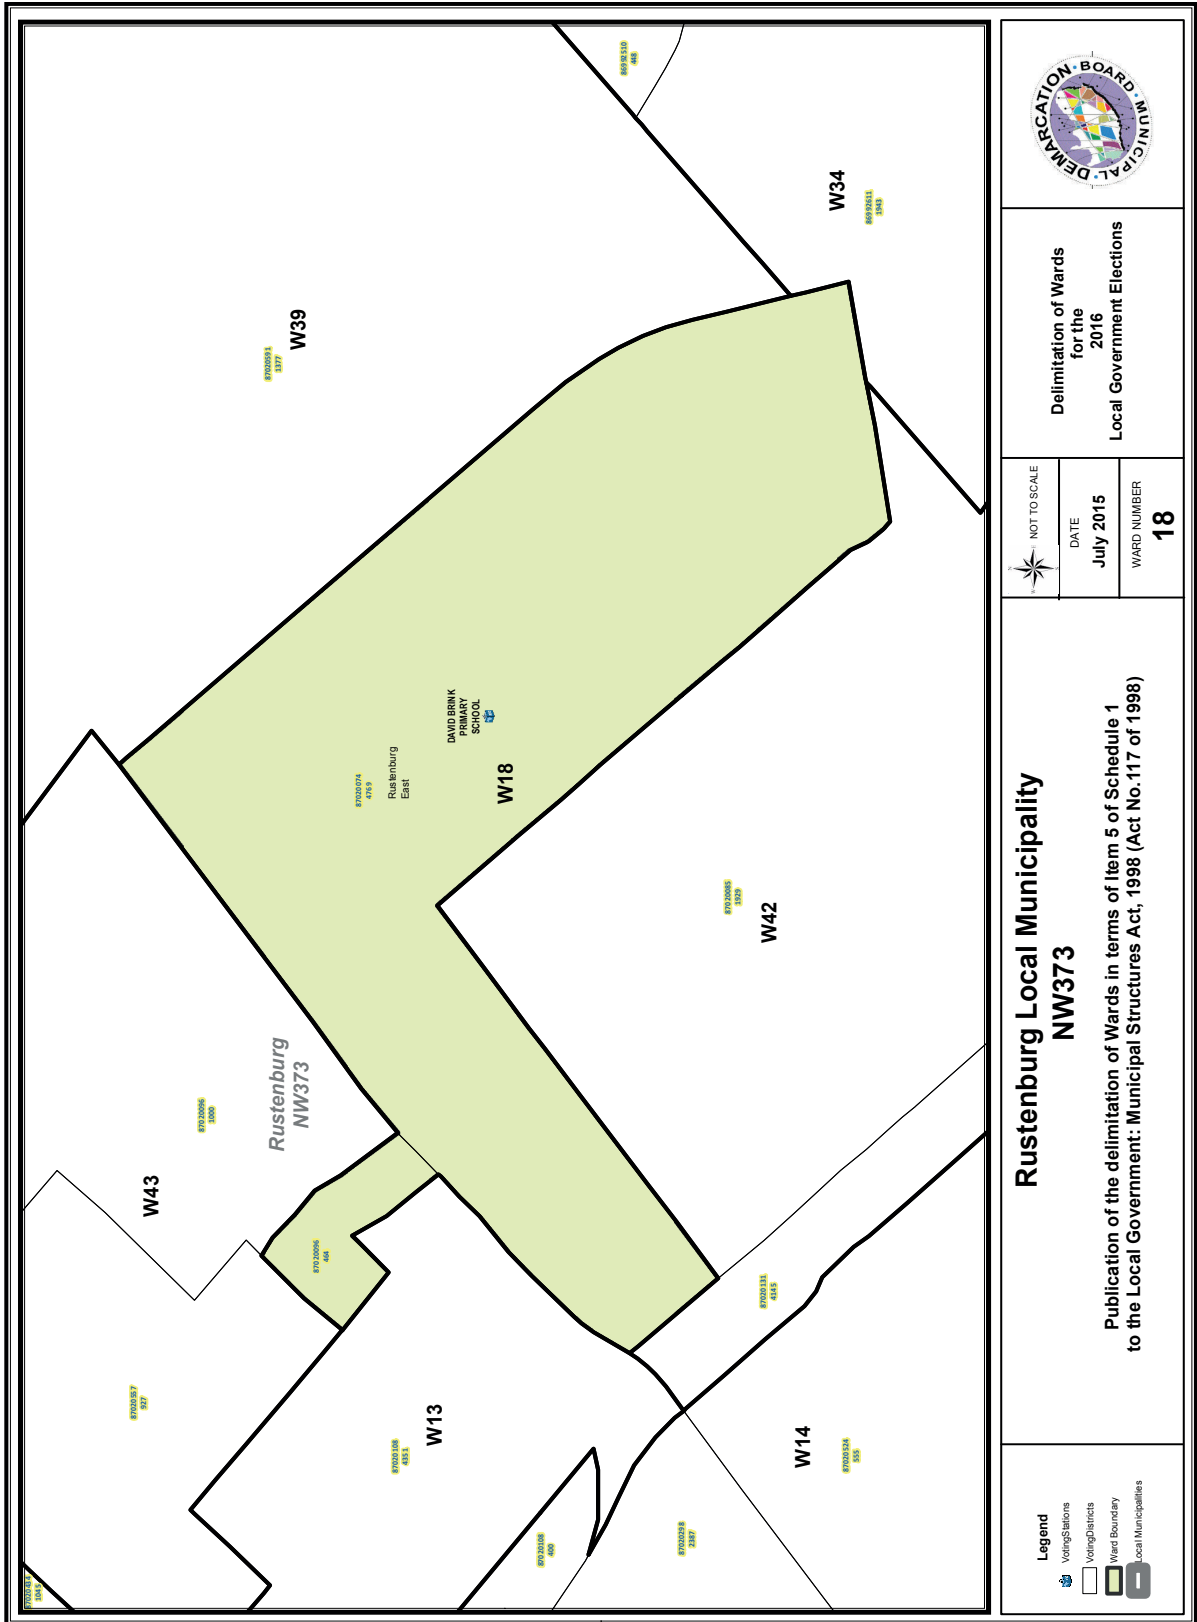 86992510
448
W34
86992611
1943
87020591
1377
W39
DAVID BRINK
PRIMARY
SCHOOL
87020074
4769
Rustenburg
East
W18
87020085
1929
W42
Rustenburg
NW373
87020096
1000
W43
87020096
464
87020131
4145
87020557
927
87020108
4351
W13
W14
87020524
555
87020108
400
87020298
2387
87020434
1045
MUNICIPAL · DEMARCATION · BOARD ·
Delimitation of Wards
for the
2016
Local Government Elections
NOT TO SCALE
DATE
July 2015
WARD NUMBER
18
Rustenburg Local Municipality
NW373
Publication of the delimitation of Wards in terms of Item 5 of Schedule 1
to the Local Government: Municipal Structures Act, 1998 (Act No.117 of 1998)
Legend
VotingStations
VotingDistricts
Ward Boundary
Local Municipalities